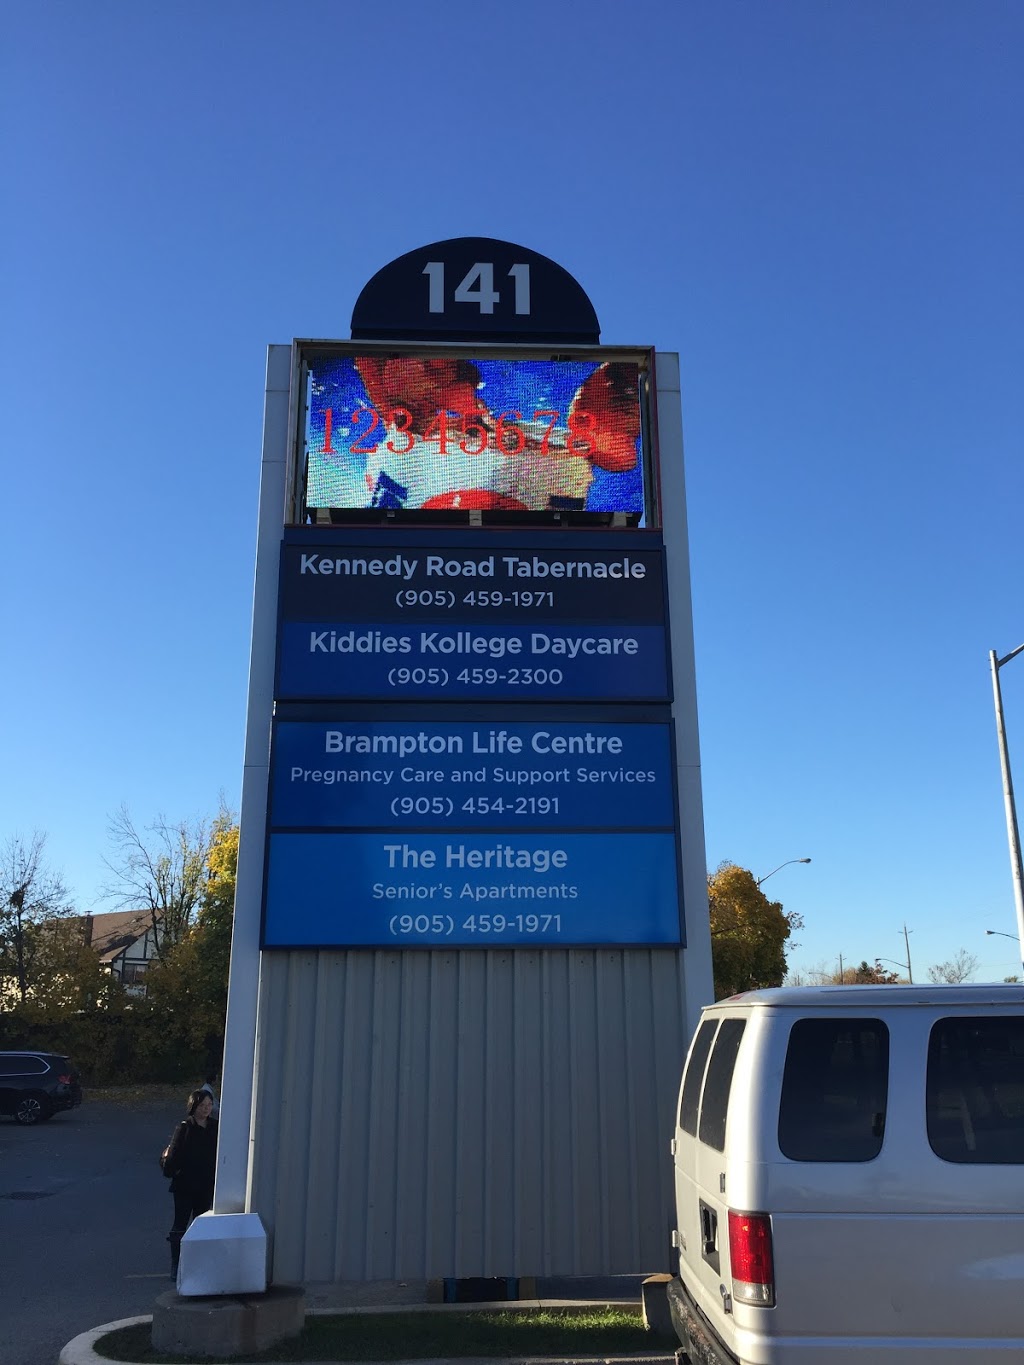 141
12345678
Kennedy Road Tabernacle
(905) 459-1971
Kiddies Kollege Daycare
(905) 459-2300
Brampton Life Centre
Pregnancy Care and Support Services
(905) 454-2191
The Heritage
Senior's Apartments
(905) 459-1971